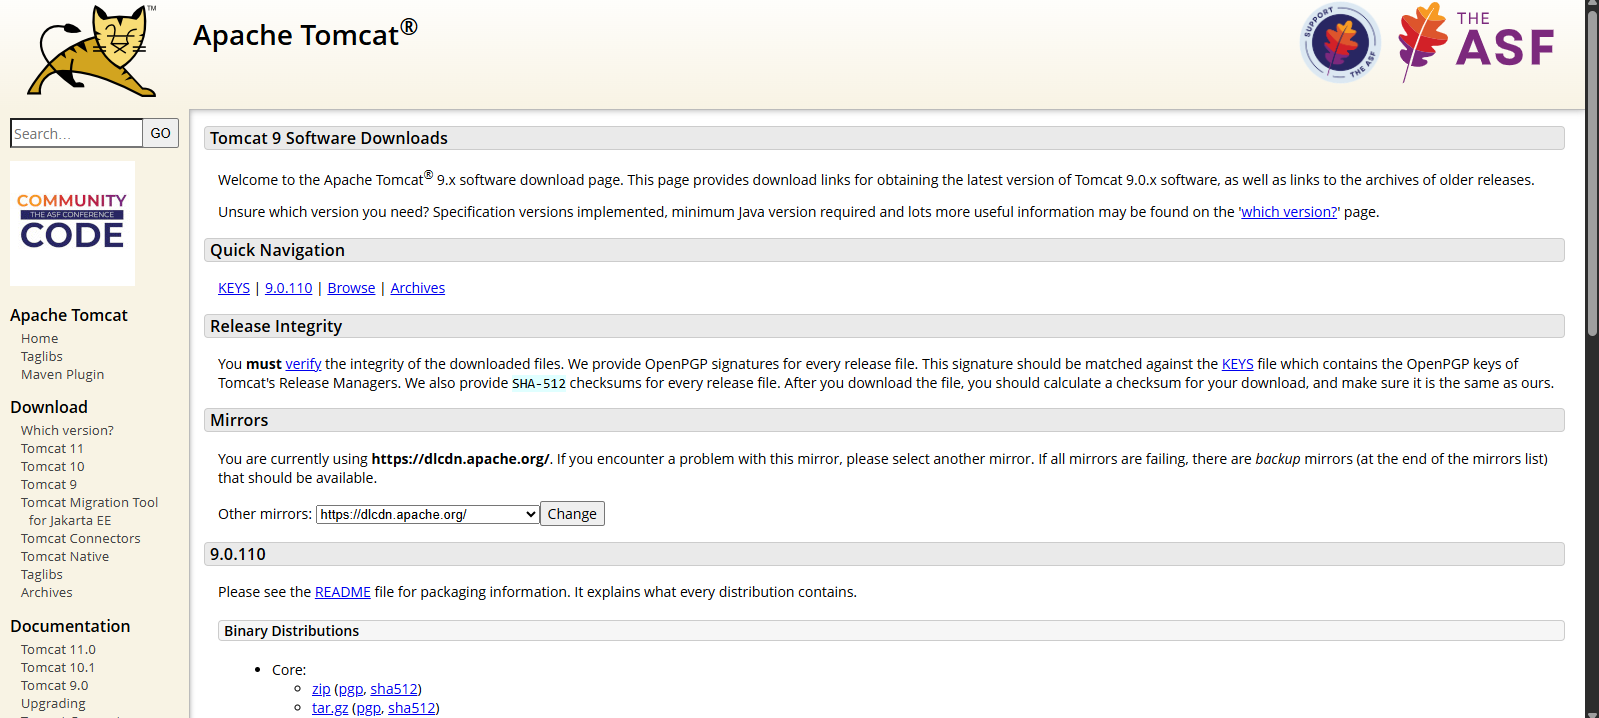 TM
Apache Tomcat®
SUPPORT
THE ASF
THE
ASF
Search...
GO
COMMUNITY
THE ASF CONFERENCE
CODE
Apache Tomcat
Home
Taglibs
Maven Plugin
Download
Which version?
Tomcat 11
Tomcat 10
Tomcat 9
Tomcat Migration Tool
for Jakarta EE
Tomcat Connectors
Tomcat Native
Taglibs
Archives
Documentation
Tomcat 11.0
Tomcat 10.1
Tomcat 9.0
Upgrading
Tomcat 9 Software Downloads
Welcome to the Apache Tomcat® 9.x software download page. This page provides download links for obtaining the latest version of Tomcat 9.0.x software, as well as links to the archives of older releases.
Unsure which version you need? Specification versions implemented, minimum Java version required and lots more useful information may be found on the 'which version?' page.
Quick Navigation
KEYS | 9.0.110 | Browse | Archives
Release Integrity
You must verify the integrity of the downloaded files. We provide OpenPGP signatures for every release file. This signature should be matched against the KEYS file which contains the OpenPGP keys of
Tomcat's Release Managers. We also provide SHA-512 checksums for every release file. After you download the file, you should calculate a checksum for your download, and make sure it is the same as ours.
Mirrors
You are currently using https://dlcdn.apache.org/. If you encounter a problem with this mirror, please select another mirror. If all mirrors are failing, there are backup mirrors (at the end of the mirrors list)
that should be available.
Other mirrors: https://dlcdn.apache.org/ Change
9.0.110
Please see the README file for packaging information. It explains what every distribution contains.
Binary Distributions
• Core:
◦ zip (pgp, sha512)
◦ tar.gz (pgp, sha512)